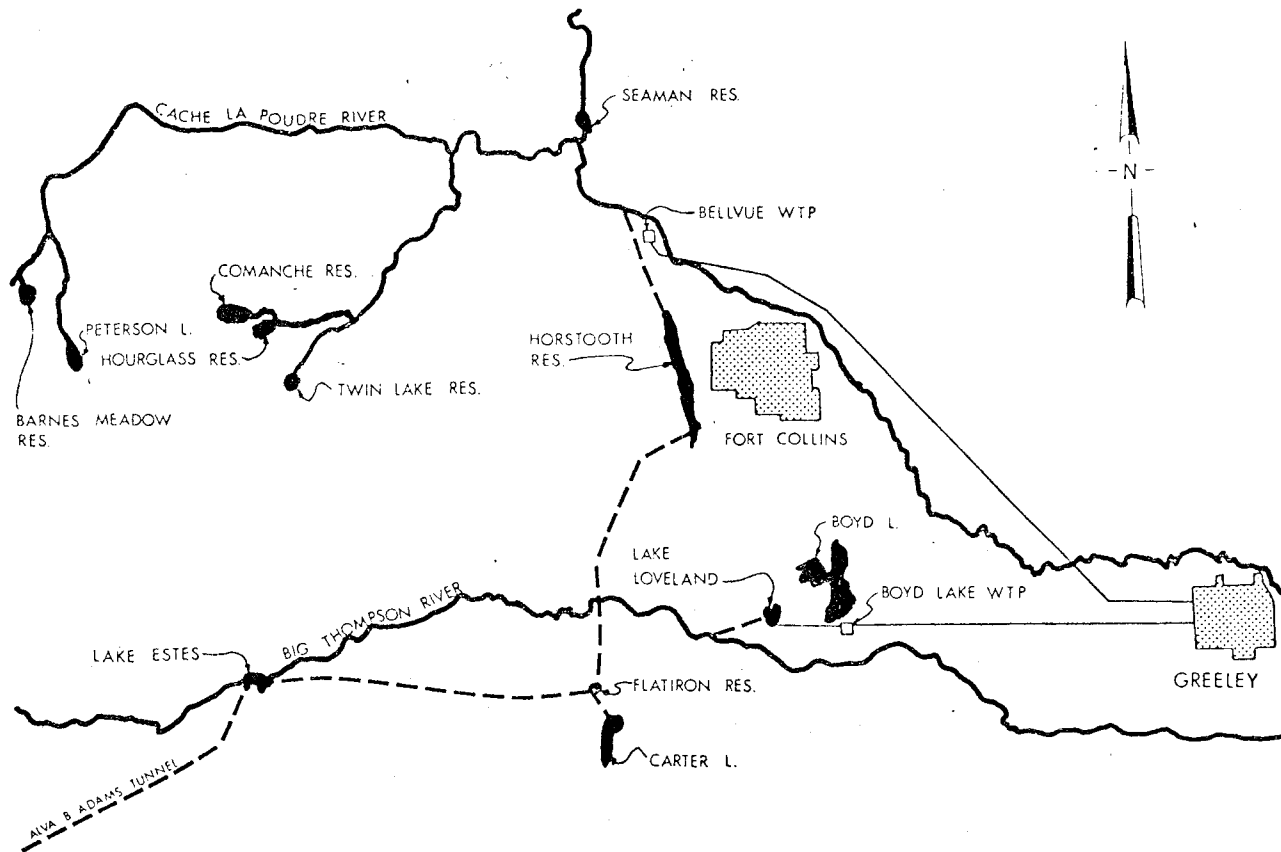 SEAMAN RES.
CACHE LA POUDRE RIVER
N
BELLVUE WTP
COMANCHE RES.
PETERSON L.
HOURGLASS RES.
HORSTOOTH
RES.
TWIN LAKE RES.
BARNES MEADOW
RES.
FORT COLLINS
BOYD L.
LAKE
LOVELAND
BOYD LAKE WTP
BIG THOMPSON RIVER
LAKE ESTES
FLATIRON RES.
GREELEY
CARTER L.
ALVA B ADAMS TUNNEL